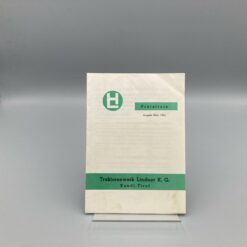 H
Preisliste
Traktorenwerk Lindner K. G.
Kundl-Tirol